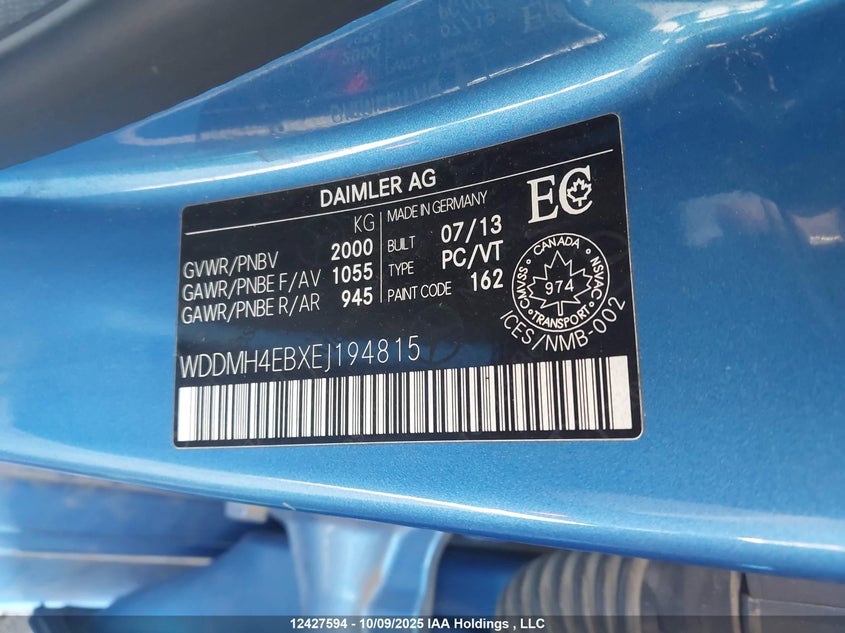 DAIMLER AG
KG
GVWR/PNBV 2000
GAWR/PNBE F/AV 1055
GAWR/PNBE R/AR 945
MADE IN GERMANY
BUILT 07/13
TYPE PC/VT
PAINT CODE 162
EC
CANADA
CMVSS
NSVAC
974
TRANSPORT
ICES/NMB-002
WDDMH4EBXEJ194815
12427594 - 10/09/2025 IAA Holdings , LLC